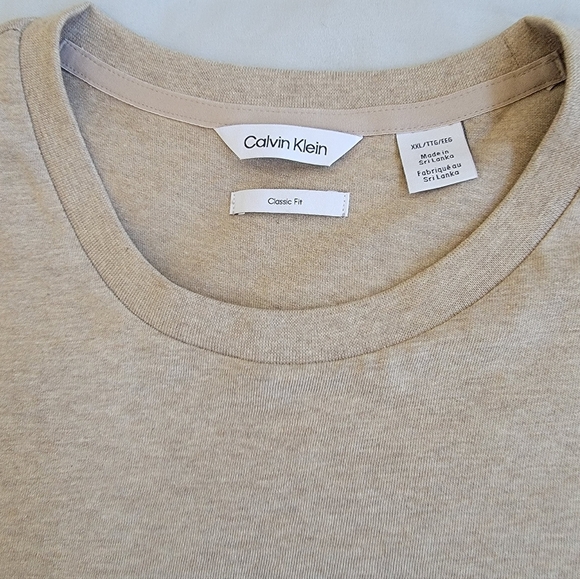 Calvin Klein
Classic Fit
XXL/TTG/EEG
Made in
Sri Lanka
Fabriqué au
Sri Lanka